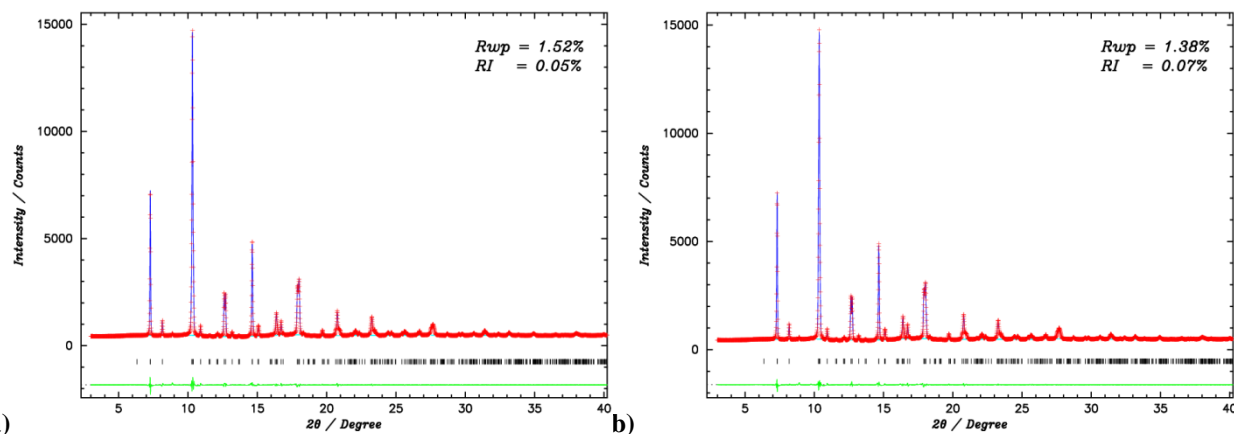 15000
10000
5000
0
Intensity / Counts
Rwp = 1.52%
RI = 0.05%
5 10 15 20 25 30 35 40
2θ / Degree
)
15000
10000
5000
0
Intensity / Counts
Rwp = 1.38%
RI = 0.07%
5 10 15 20 25 30 35 40
2θ / Degree
b)